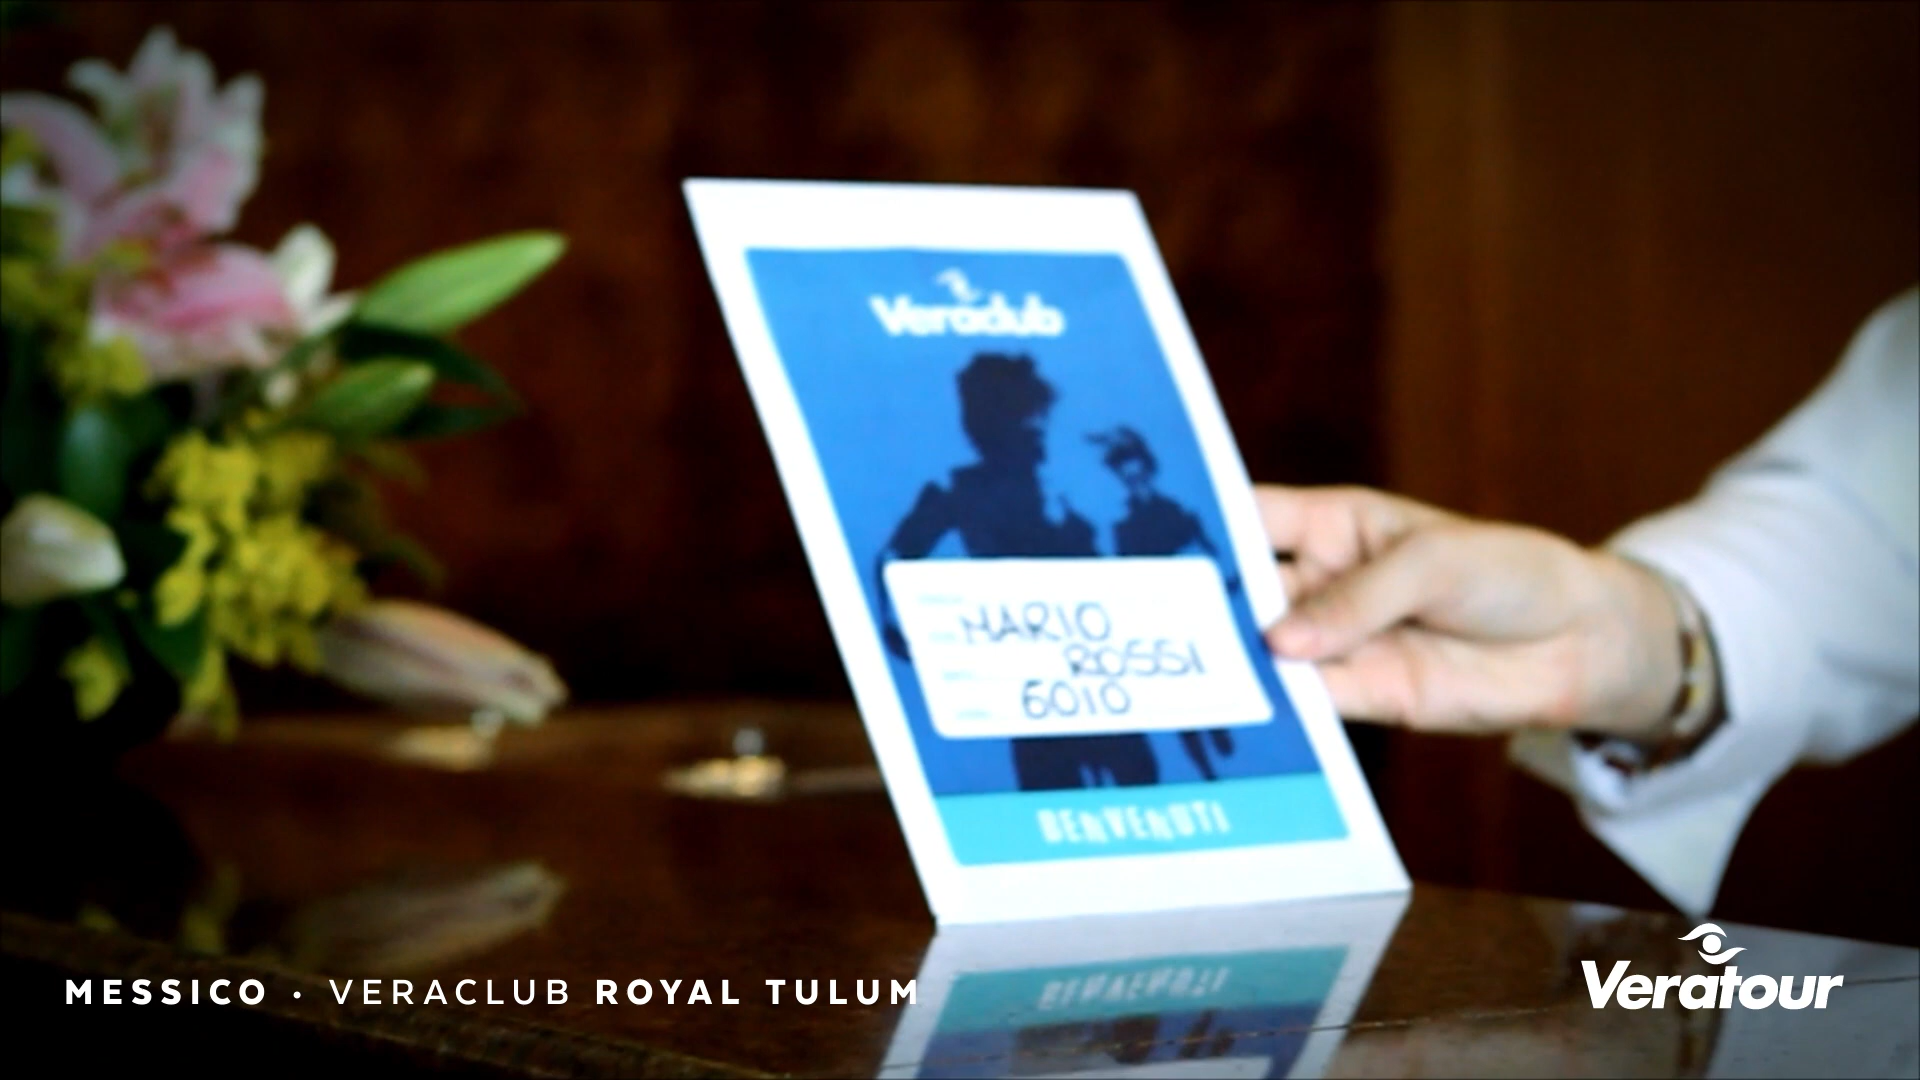 Veraclub
MARIO
ROSSI
6010
BENVENUTI
MESSICO · VERACLUB ROYAL TULUM
Veratour